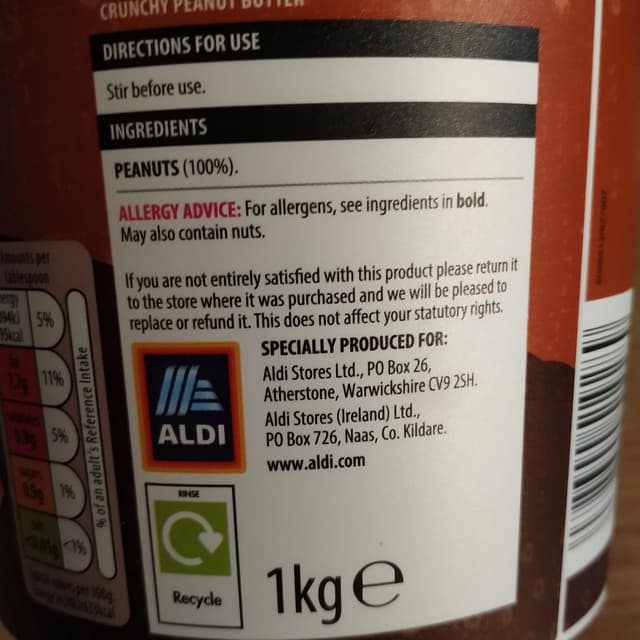 CRUNCHY PEANUT BUTTER
DIRECTIONS FOR USE
Stir before use.
INGREDIENTS
PEANUTS (100%).
ALLERGY ADVICE: For allergens, see ingredients in bold.
May also contain nuts.
If you are not entirely satisfied with this product please return it
to the store where it was purchased and we will be pleased to
replace or refund it. This does not affect your statutory rights.
SPECIALLY PRODUCED FOR:
Aldi Stores Ltd., PO Box 26,
Atherstone, Warwickshire CV9 2SH.
Aldi Stores (Ireland) Ltd.,
PO Box 726, Naas, Co. Kildare.
www.aldi.com
ALDI
RINSE
Recycle
1kg e
Amounts per
tablespoon
5%
11%
5%
1%
<1%
% of an adult's Reference Intake